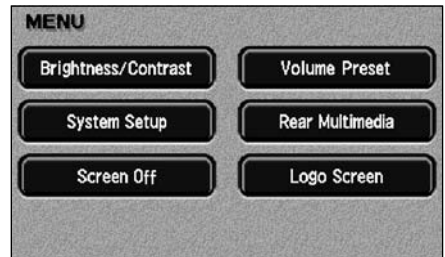 MENU
Brightness/Contrast
Volume Preset
System Setup
Rear Multimedia
Screen Off
Logo Screen